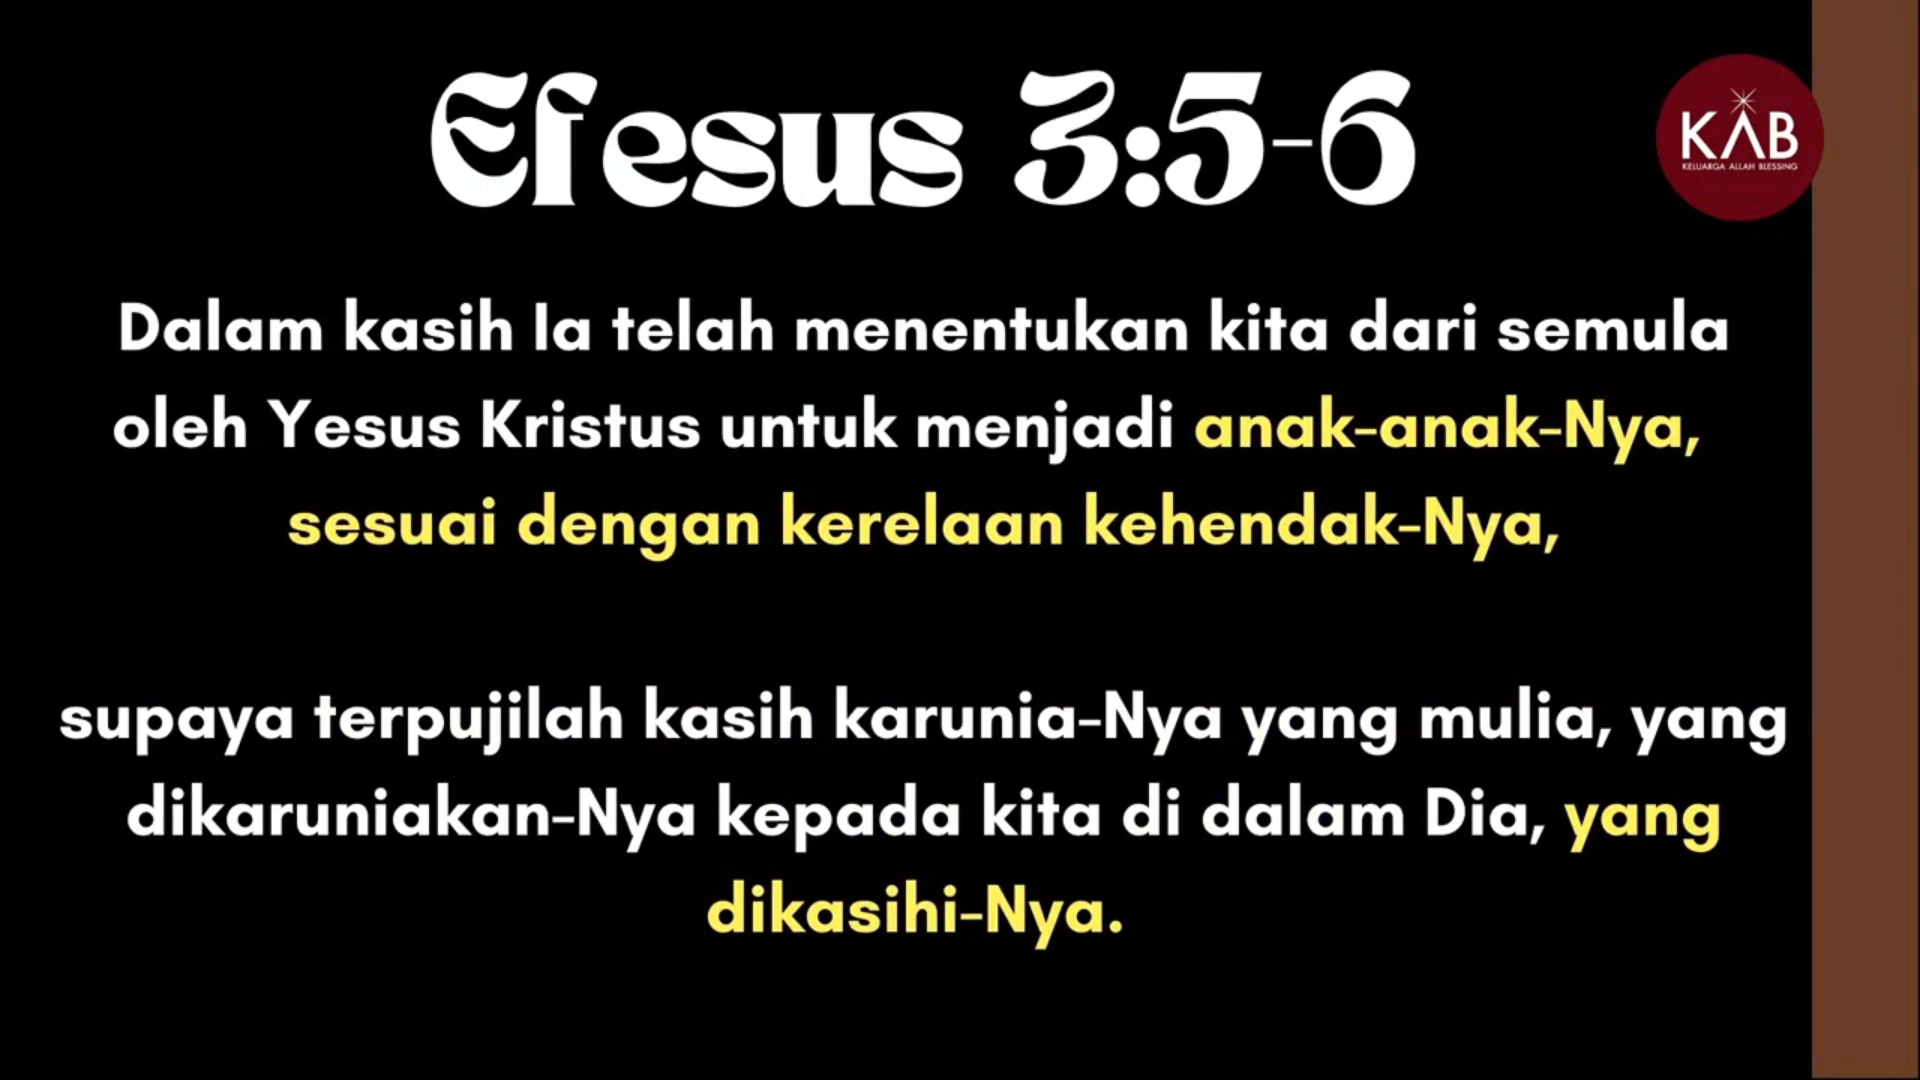 Efesus 3:5-6
KAB
KELUARGA ALLAH BLESSING
Dalam kasih Ia telah menentukan kita dari semula
oleh Yesus Kristus untuk menjadi anak-anak-Nya,
sesuai dengan kerelaan kehendak-Nya,
supaya terpujilah kasih karunia-Nya yang mulia, yang
dikaruniakan-Nya kepada kita di dalam Dia, yang
dikasihi-Nya.